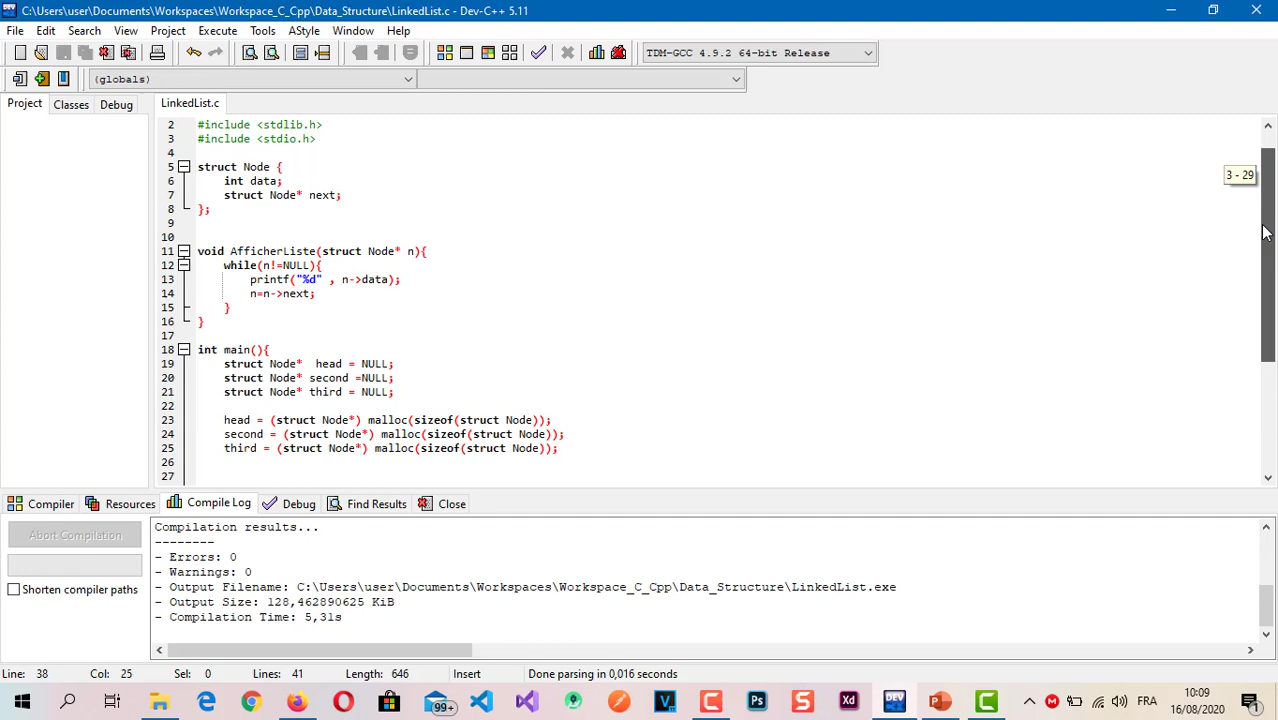 C:\Users\user\Documents\Workspaces\Workspace_C_Cpp\Data_Structure\LinkedList.c - Dev-C++ 5.11
File Edit Search View Project Execute Tools AStyle Window Help
TDM-GCC 4.9.2 64-bit Release
(globals)
Project Classes Debug LinkedList.c
2 #include <stdlib.h>
3 #include <stdio.h>
4
5 struct Node {
6 int data;
7 struct Node* next;
8 };
9
10
11 void AfficherListe(struct Node* n){
12 while(n!=NULL){
13 printf("%d" , n->data);
14 n=n->next;
15 }
16 }
17
18 int main(){
19 struct Node*  head = NULL;
20 struct Node* second =NULL;
21 struct Node* third = NULL;
22
23 head = (struct Node*) malloc(sizeof(struct Node));
24 second = (struct Node*) malloc(sizeof(struct Node));
25 third = (struct Node*) malloc(sizeof(struct Node));
26
27
3 - 29
Compiler Resources Compile Log Debug Find Results Close
Abort Compilation
Shorten compiler paths
Compilation results...
--------
- Errors: 0
- Warnings: 0
- Output Filename: C:\Users\user\Documents\Workspaces\Workspace_C_Cpp\Data_Structure\LinkedList.exe
- Output Size: 128,462890625 KiB
- Compilation Time: 5,31s
Line: 38 Col: 25 Sel: 0 Lines: 41 Length: 646 Insert Done parsing in 0,016 seconds
99+ Ps S Xd DEV FRA 10:09
16/08/2020